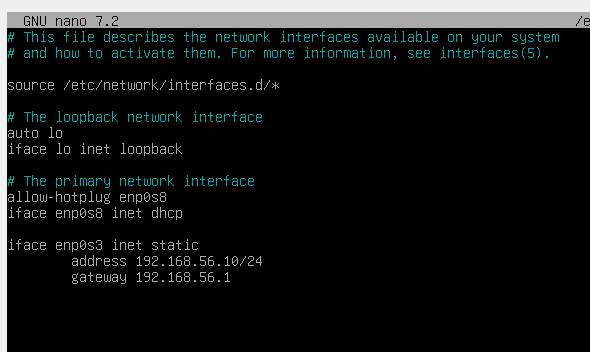 GNU nano 7.2 /e
# This file describes the network interfaces available on your system
# and how to activate them. For more information, see interfaces(5).
source /etc/network/interfaces.d/*
# The loopback network interface
auto lo
iface lo inet loopback
# The primary network interface
allow-hotplug enp0s8
iface enp0s8 inet dhcp
iface enp0s3 inet static
address 192.168.56.10/24
gateway 192.168.56.1